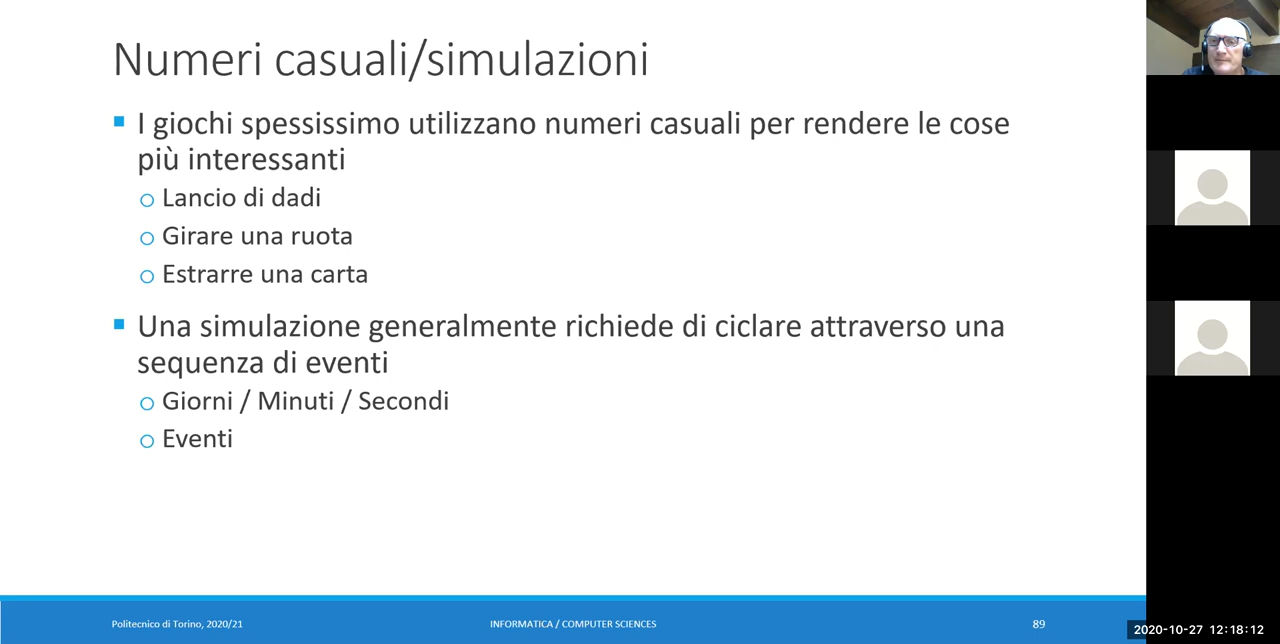 Numeri casuali/simulazioni
I giochi spessissimo utilizzano numeri casuali per rendere le cose
più interessanti
Lancio di dadi
Girare una ruota
Estrarre una carta
Una simulazione generalmente richiede di ciclare attraverso una
sequenza di eventi
Giorni / Minuti / Secondi
Eventi
Politecnico di Torino, 2020/21
INFORMATICA / COMPUTER SCIENCES
89
2020-10-27 12:18:12